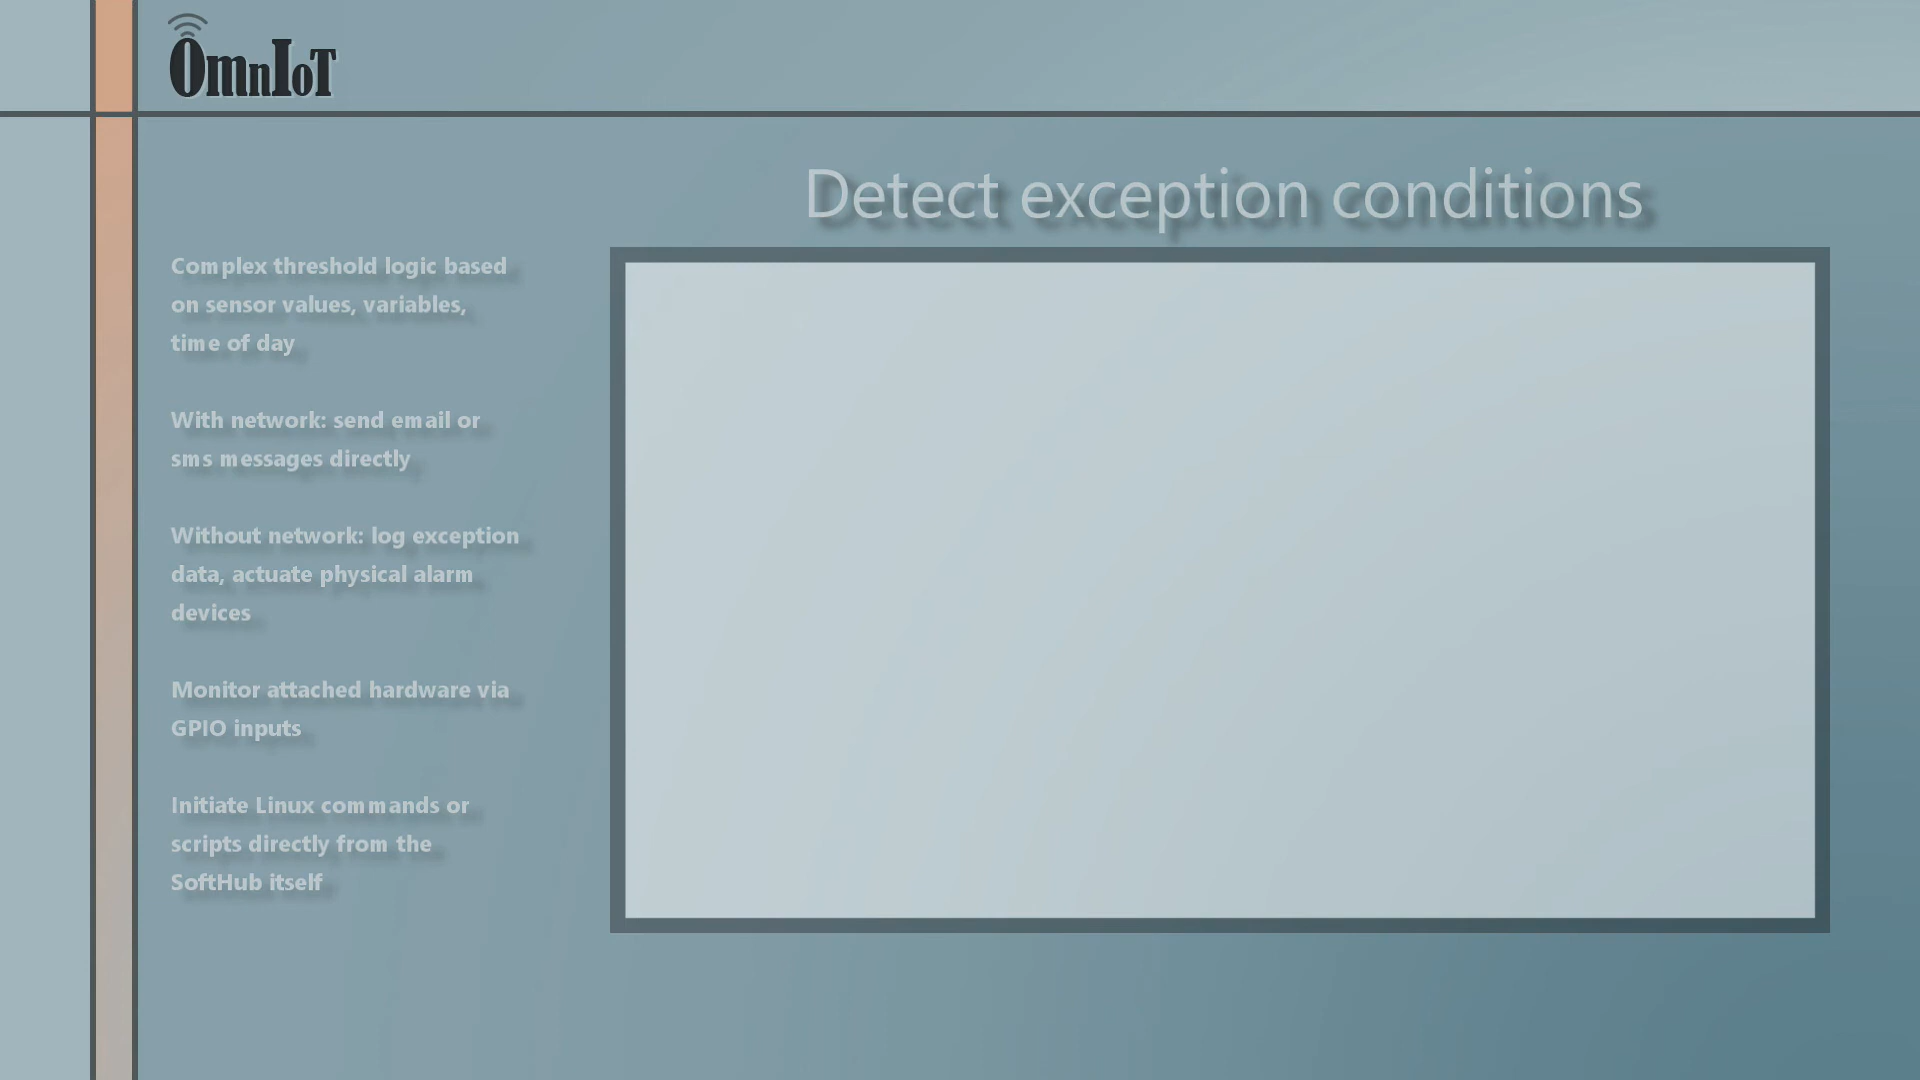 OmnIoT
Detect exception conditions
Complex threshold logic based
on sensor values, variables,
time of day
With network: send email or
sms messages directly
Without network: log exception
data, actuate physical alarm
devices
Monitor attached hardware via
GPIO inputs
Initiate Linux commands or
scripts directly from the
SoftHub itself